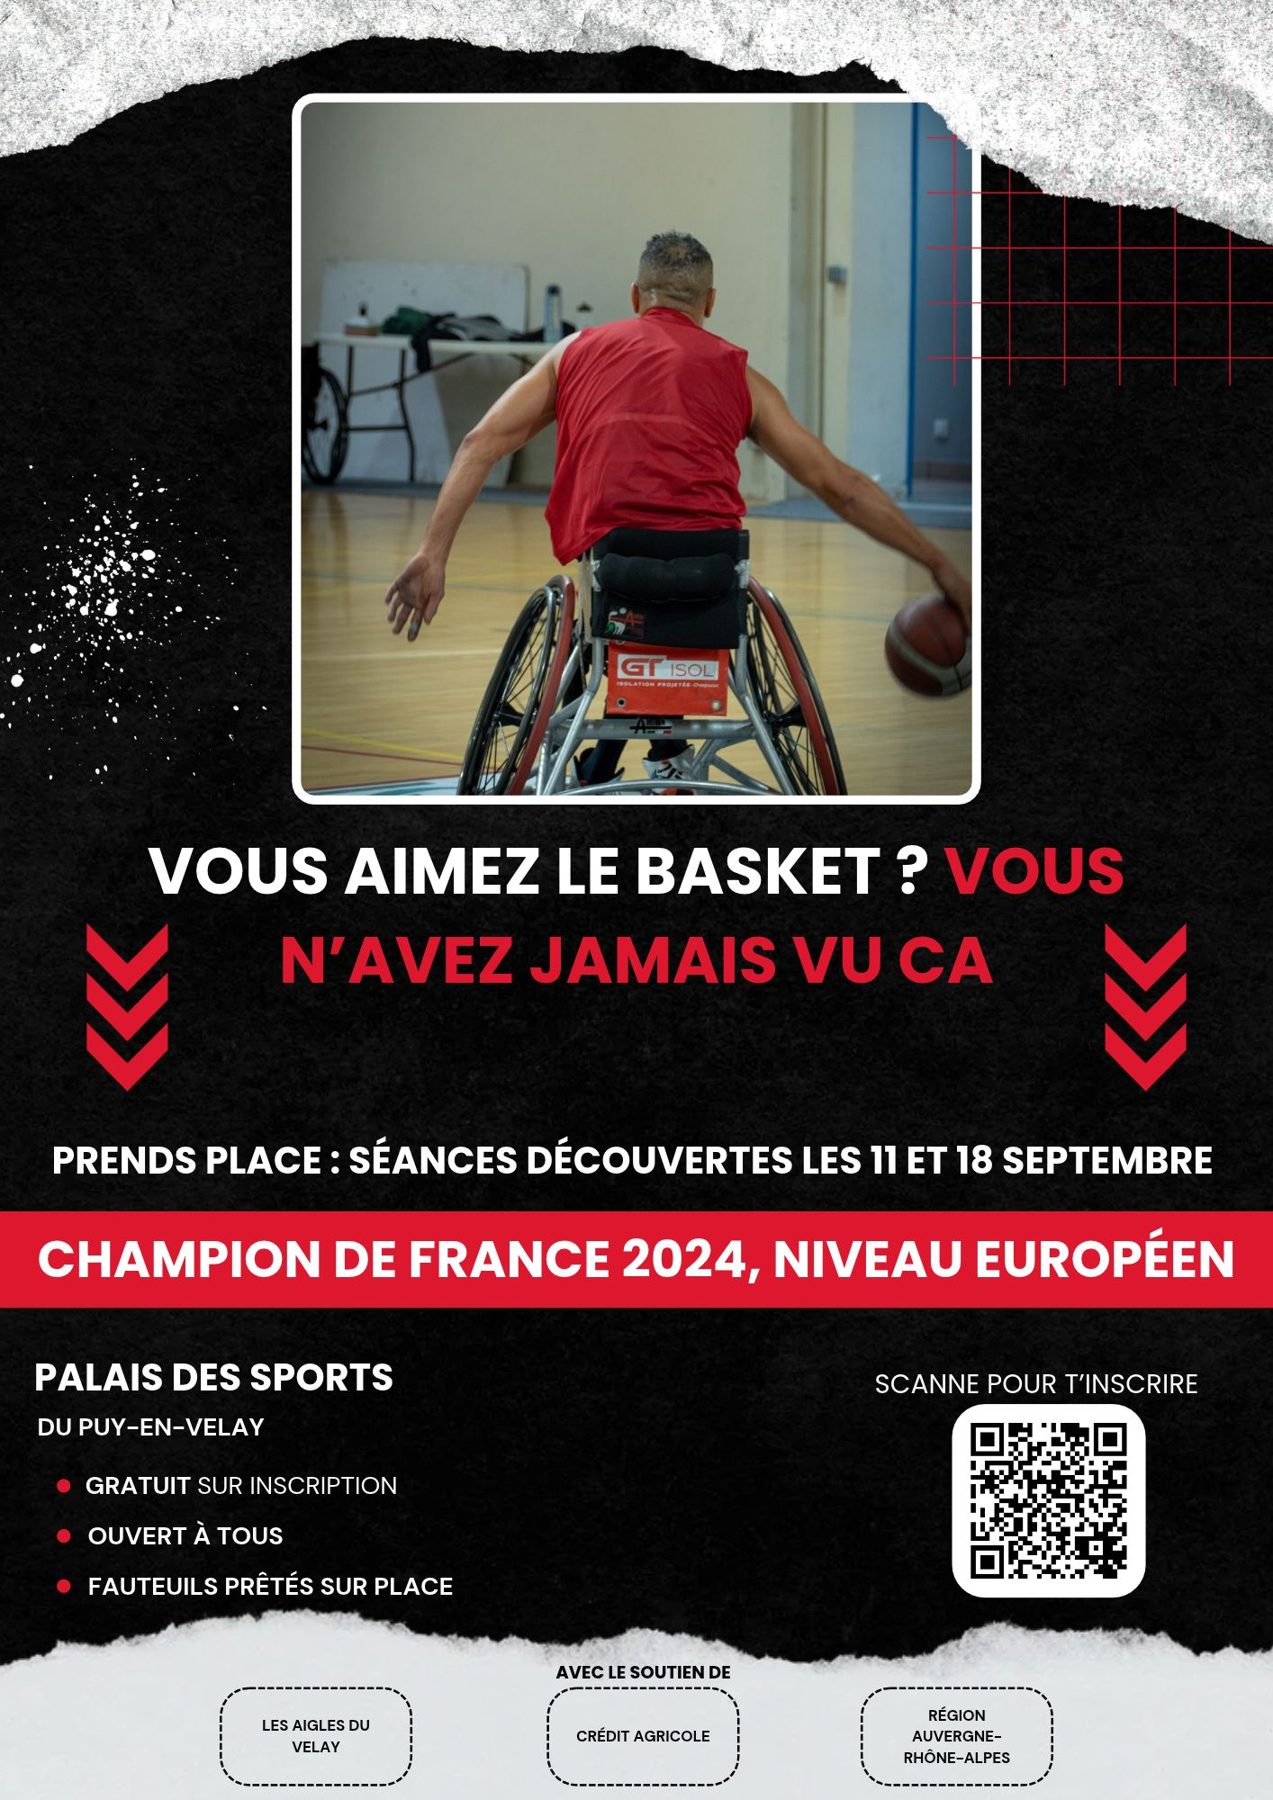 GT ISOL
ISOLATION PROJETÉE
VOUS AIMEZ LE BASKET ? VOUS
N’AVEZ JAMAIS VU CA
PRENDS PLACE : SÉANCES DÉCOUVERTES LES 11 ET 18 SEPTEMBRE
CHAMPION DE FRANCE 2024, NIVEAU EUROPÉEN
PALAIS DES SPORTS
DU PUY-EN-VELAY
GRATUIT SUR INSCRIPTION
OUVERT À TOUS
FAUTEUILS PRÊTÉS SUR PLACE
SCANNE POUR T’INSCRIRE
AVEC LE SOUTIEN DE
LES AIGLES DU
VELAY
CRÉDIT AGRICOLE
RÉGION
AUVERGNE-
RHÔNE-ALPES